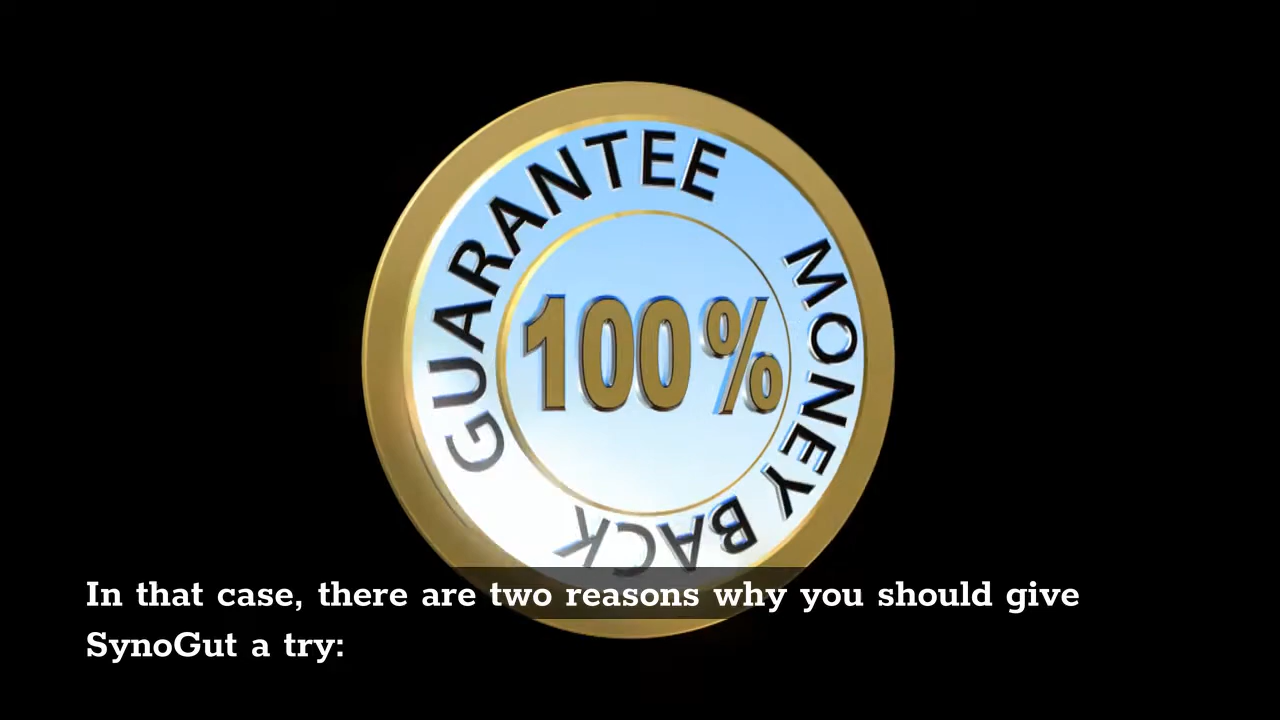 GUARANTEE
MONEY BACK
100%
In that case, there are two reasons why you should give
SynoGut a try: